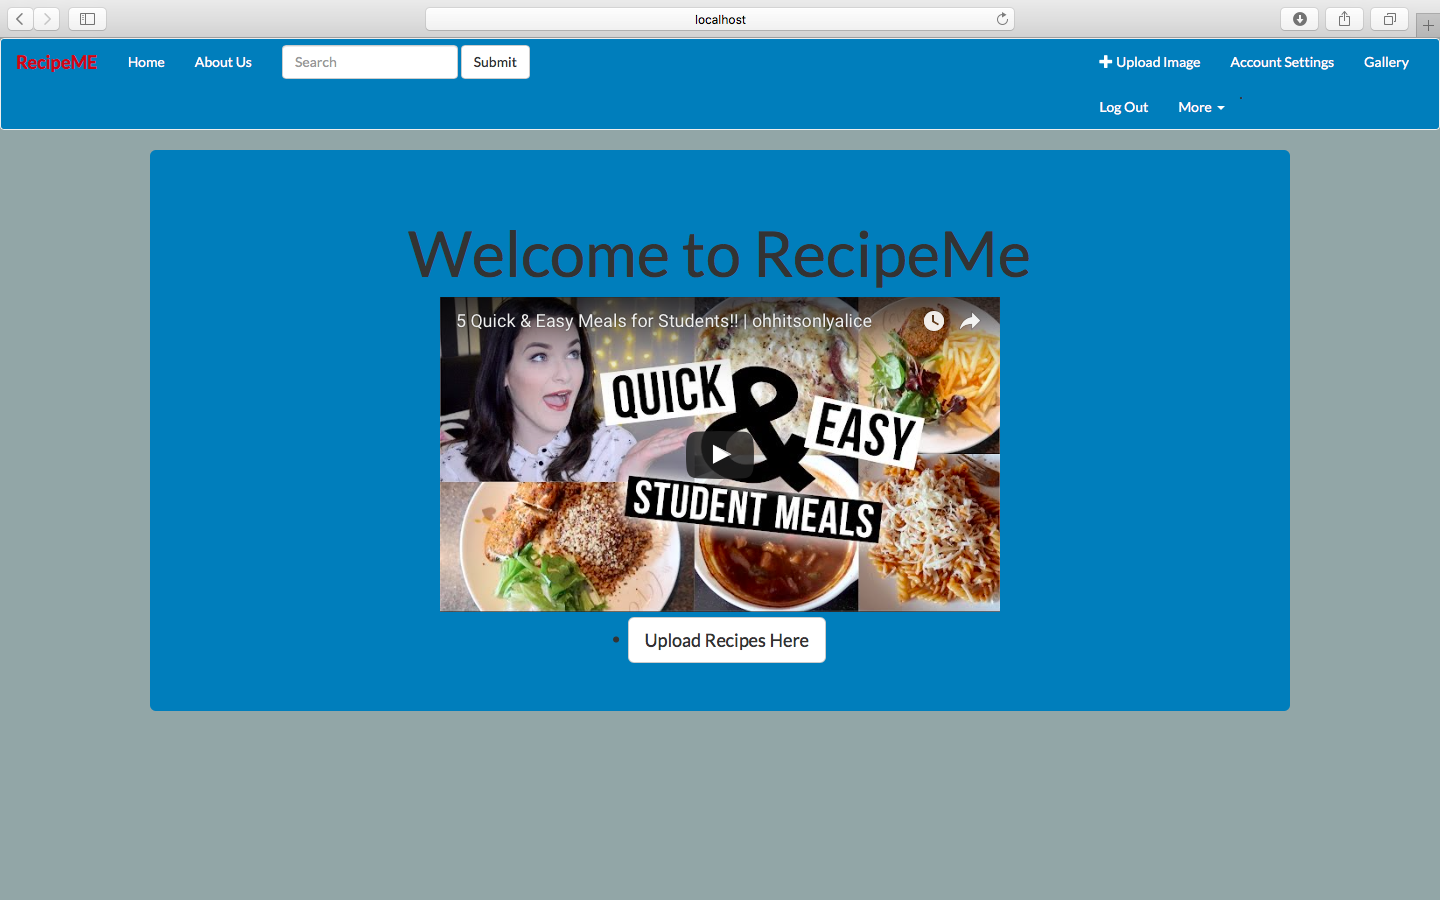 localhost
RecipeME Home About Us Search Submit Upload Image Account Settings Gallery
Log Out More
Welcome to RecipeMe
5 Quick & Easy Meals for Students!! | ohhitsonlyalice
QUICK & EASY
STUDENT MEALS
Upload Recipes Here